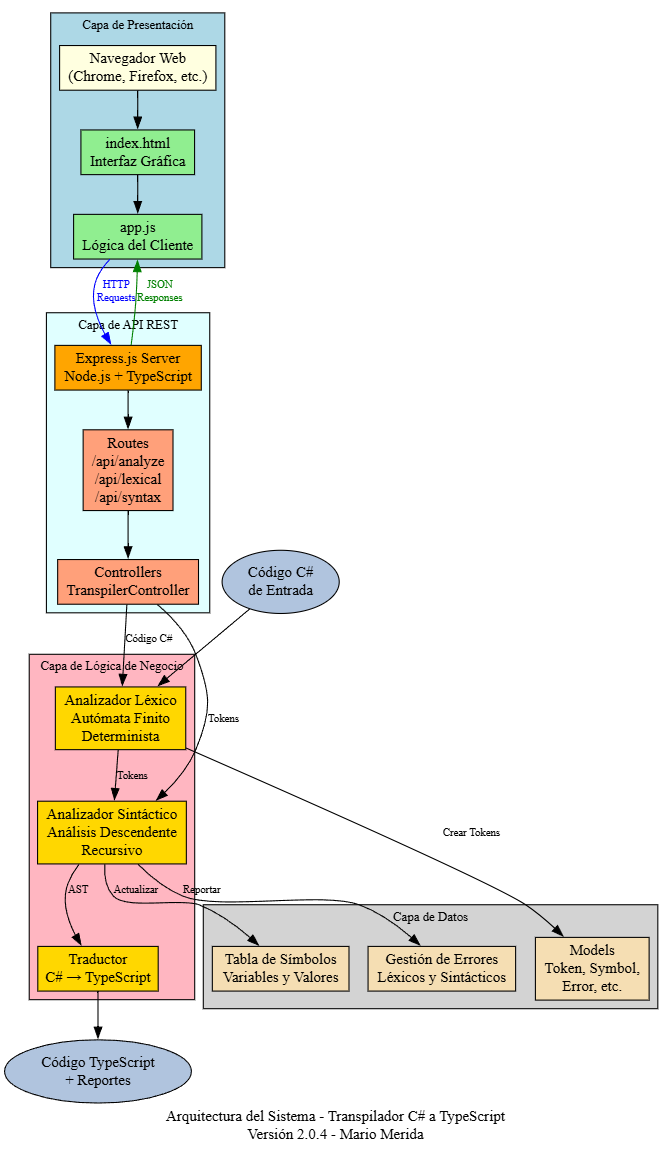 Capa de Presentación
Navegador Web
(Chrome, Firefox, etc.)
index.html
Interfaz Gráfica
app.js
Lógica del Cliente
HTTP
Requests
JSON
Responses
Capa de API REST
Express.js Server
Node.js + TypeScript
Routes
/api/analyze
/api/lexical
/api/syntax
Controllers
TranspilerController
Código C#
de Entrada
Código C#
Capa de Lógica de Negocio
Analizador Léxico
Autómata Finito
Determinista
Tokens
Tokens
Analizador Sintáctico
Análisis Descendente
Recursivo
Crear Tokens
AST
Actualizar
Reportar
Capa de Datos
Traductor
C# → TypeScript
Tabla de Símbolos
Variables y Valores
Gestión de Errores
Léxicos y Sintácticos
Models
Token, Symbol,
Error, etc.
Código TypeScript
+ Reportes
Arquitectura del Sistema - Transpilador C# a TypeScript
Versión 2.0.4 - Mario Merida